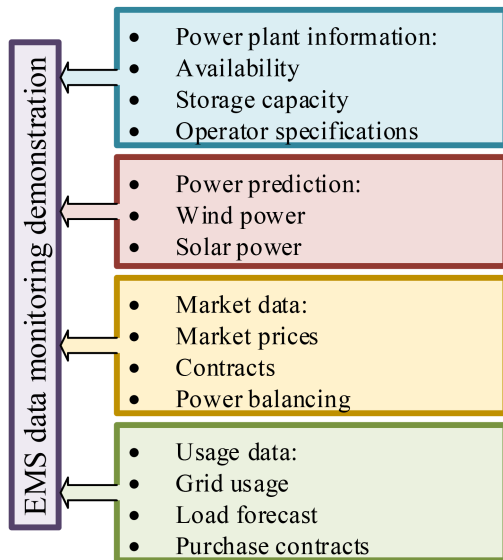 EMS data monitoring demonstration
• Power plant information:
• Availability
• Storage capacity
• Operator specifications
• Power prediction:
• Wind power
• Solar power
• Market data:
• Market prices
• Contracts
• Power balancing
• Usage data:
• Grid usage
• Load forecast
• Purchase contracts